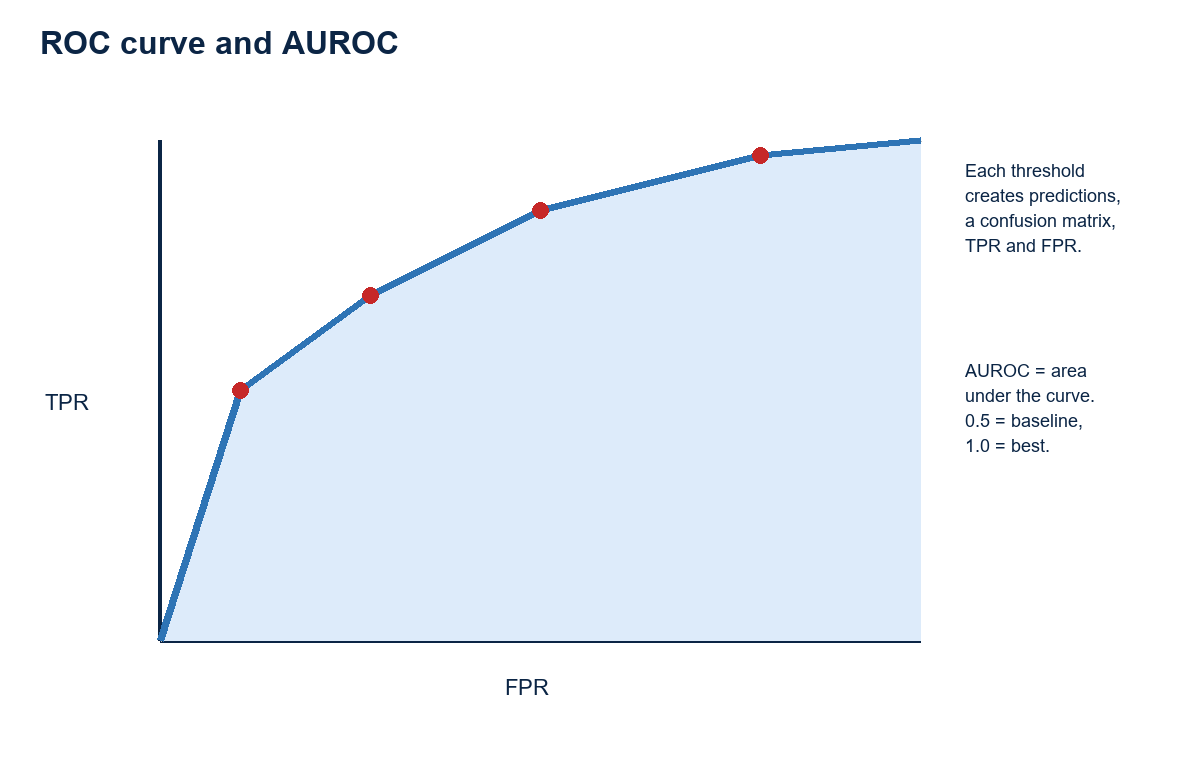 ROC curve and AUROC
Each threshold
creates predictions,
a confusion matrix,
TPR and FPR.
AUROC = area
under the curve.
0.5 = baseline,
1.0 = best.
TPR
FPR